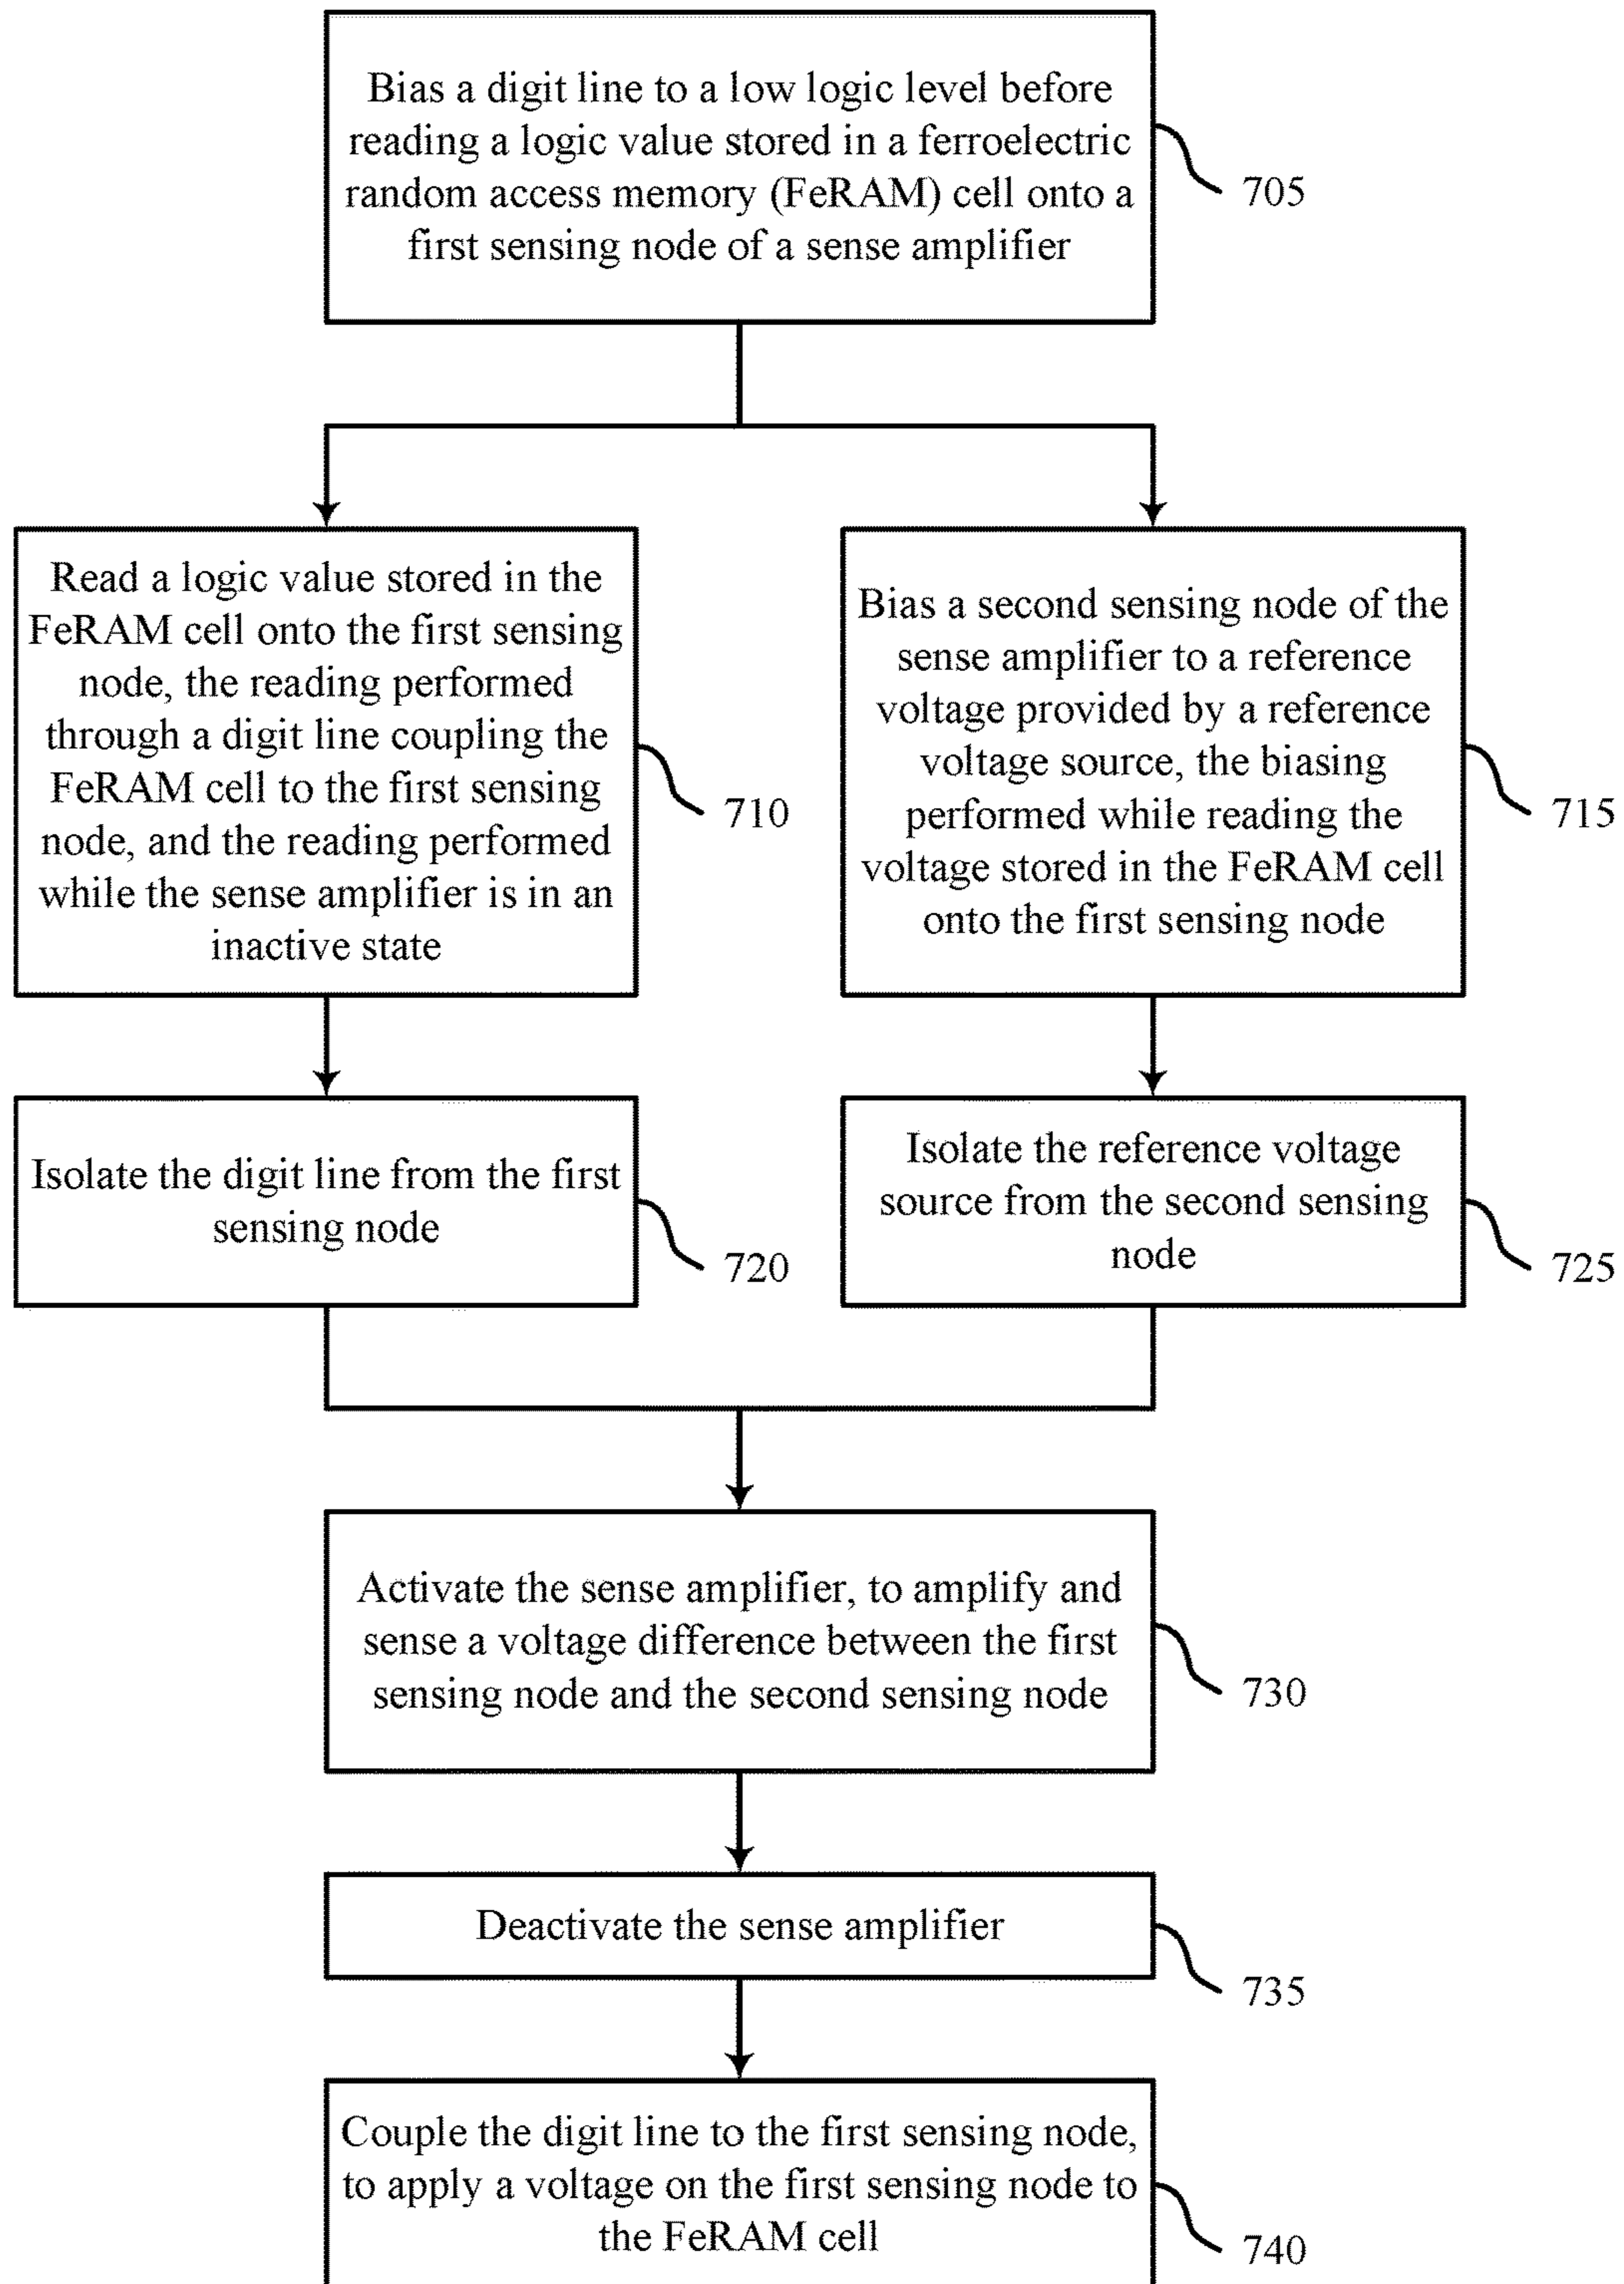 Bias a digit line to a low logic level before
reading a logic value stored in a ferroelectric
random access memory (FeRAM) cell onto a
first sensing node of a sense amplifier
705
Read a logic value stored in the
FeRAM cell onto the first sensing
node, the reading performed
through a digit line coupling the
FeRAM cell to the first sensing
node, and the reading performed
while the sense amplifier is in an
inactive state
710
Bias a second sensing node of the
sense amplifier to a reference
voltage provided by a reference
voltage source, the biasing
performed while reading the
voltage stored in the FeRAM cell
onto the first sensing node
715
Isolate the digit line from the first
sensing node
720
Isolate the reference voltage
source from the second sensing
node
725
Activate the sense amplifier, to amplify and
sense a voltage difference between the first
sensing node and the second sensing node
730
Deactivate the sense amplifier
735
Couple the digit line to the first sensing node,
to apply a voltage on the first sensing node to
the FeRAM cell
740